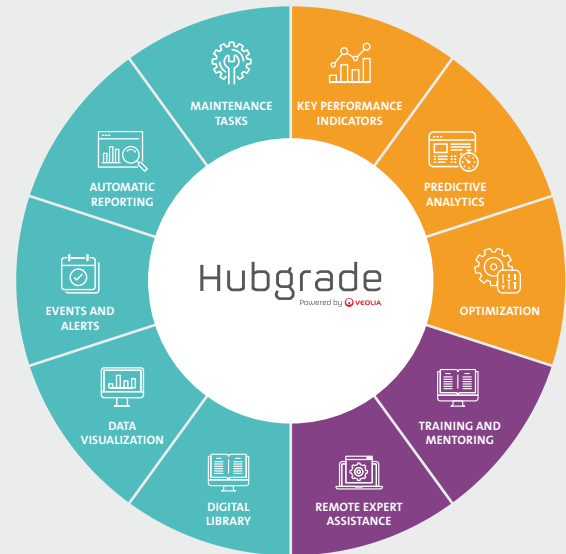 MAINTENANCE
TASKS
KEY PERFORMANCE
INDICATORS
PREDICTIVE
ANALYTICS
OPTIMIZATION
TRAINING AND
MENTORING
REMOTE EXPERT
ASSISTANCE
DIGITAL
LIBRARY
DATA
VISUALIZATION
EVENTS AND
ALERTS
AUTOMATIC
REPORTING
Hubgrade
Powered by VEOLIA